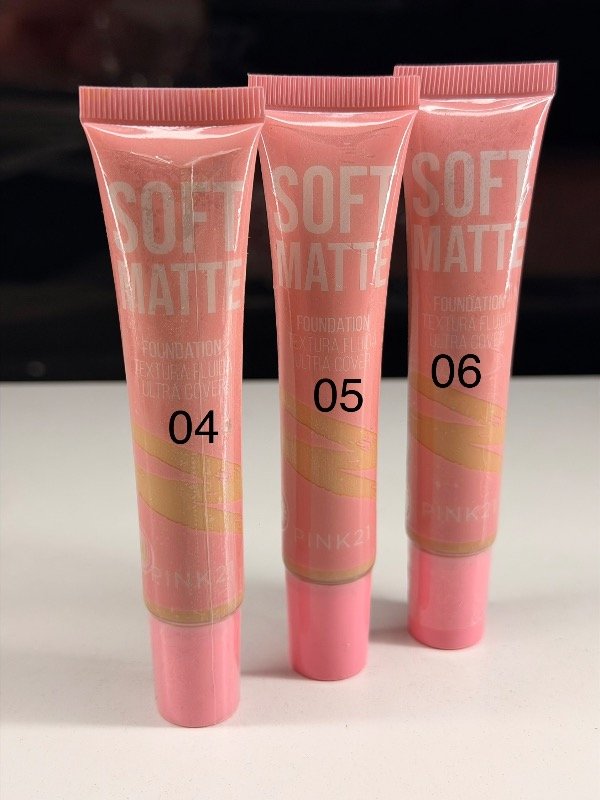 SOFT
MATTE
FOUNDATION
TEXTURA FLUIDA
ULTRA COVER
04
PINK21
SOFT
MATTE
FOUNDATION
TEXTURA FLUIDA
ULTRA COVER
05
PINK21
SOFT
MATTE
FOUNDATION
TEXTURA FLUIDA
ULTRA COVER
06
PINK21